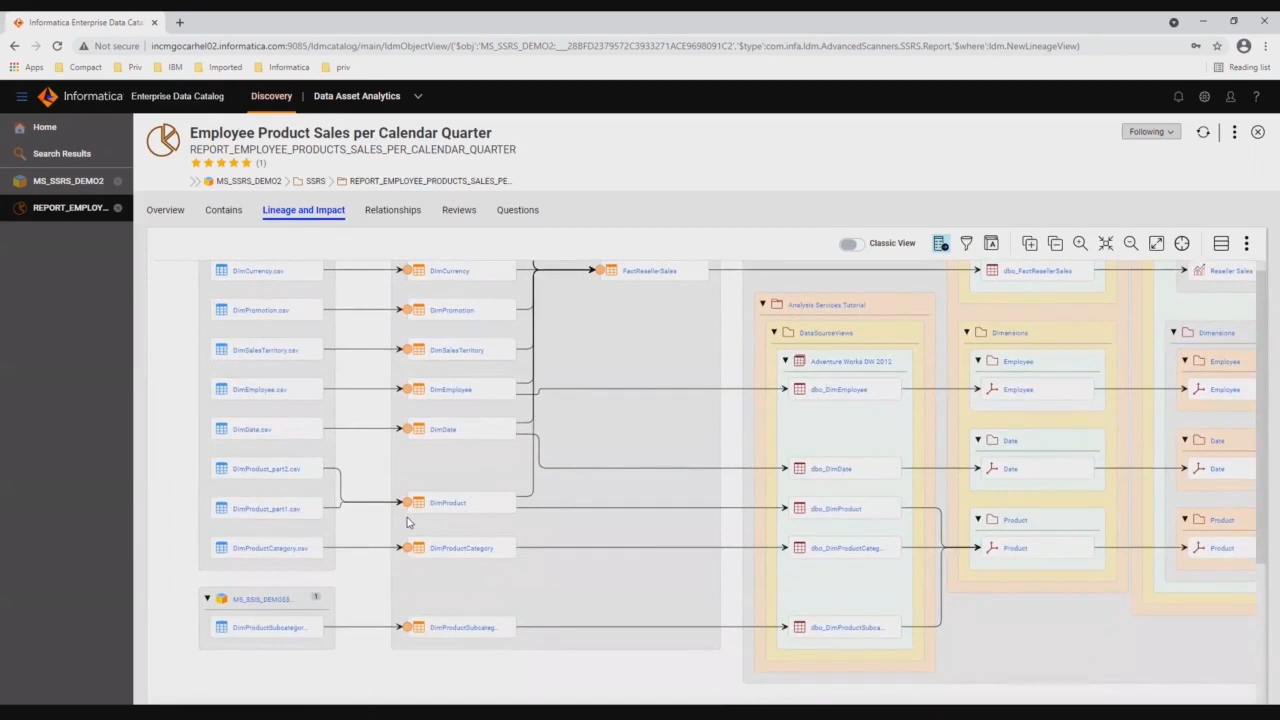 Informatica Enterprise Data Cata
Not secure | incmgocarhel02.informatica.com:9085/ldmcatalog/main/ldmObjectView/('$obj':'MS_SSRS_DEMO2:___28BFD2379572C3933271ACE9698091C2','$type':com.infa.ldm.AdvancedScanners.SSRS.Report,'$where':ldm.NewLineageView)
Apps Compact Priv IBM Imported Informatica priv Reading list
Informatica Enterprise Data Catalog Discovery | Data Asset Analytics
Home
Search Results
MS_SSRS_DEMO2
REPORT_EMPLOY...
Employee Product Sales per Calendar Quarter
Following
REPORT_EMPLOYEE_PRODUCTS_SALES_PER_CALENDAR_QUARTER
(1)
MS_SSRS_DEMO2 SSRS REPORT_EMPLOYEE_PRODUCTS_SALES_PE...
Overview Contains Lineage and Impact Relationships Reviews Questions
Classic View
DimCurrency.csv DimCurrency FactResellerSales dbo_FactResellerSales Reseller Sales
Analysis Services Tutorial
DimPromotion.csv DimPromotion
DataSourceViews Dimensions Dimensions
DimSalesTerritory.csv DimSalesTerritory
Adventure Works DW 2012 Employee Employee
DimEmployee.csv DimEmployee dbo_DimEmployee Employee Employee
DimDate.csv DimDate
Date Date
DimProduct_part2.csv dbo_DimDate Date Date
DimProduct
DimProduct_part1.csv dbo_DimProduct
Product Product
DimProductCatagory.csv DimProductCategory dbo_DimProductCateg... Product Product
MS_SSIS_DEMOSS... 1
DimProductSubcategor... DimProductSubcateg... dbo_DimProductSubca...